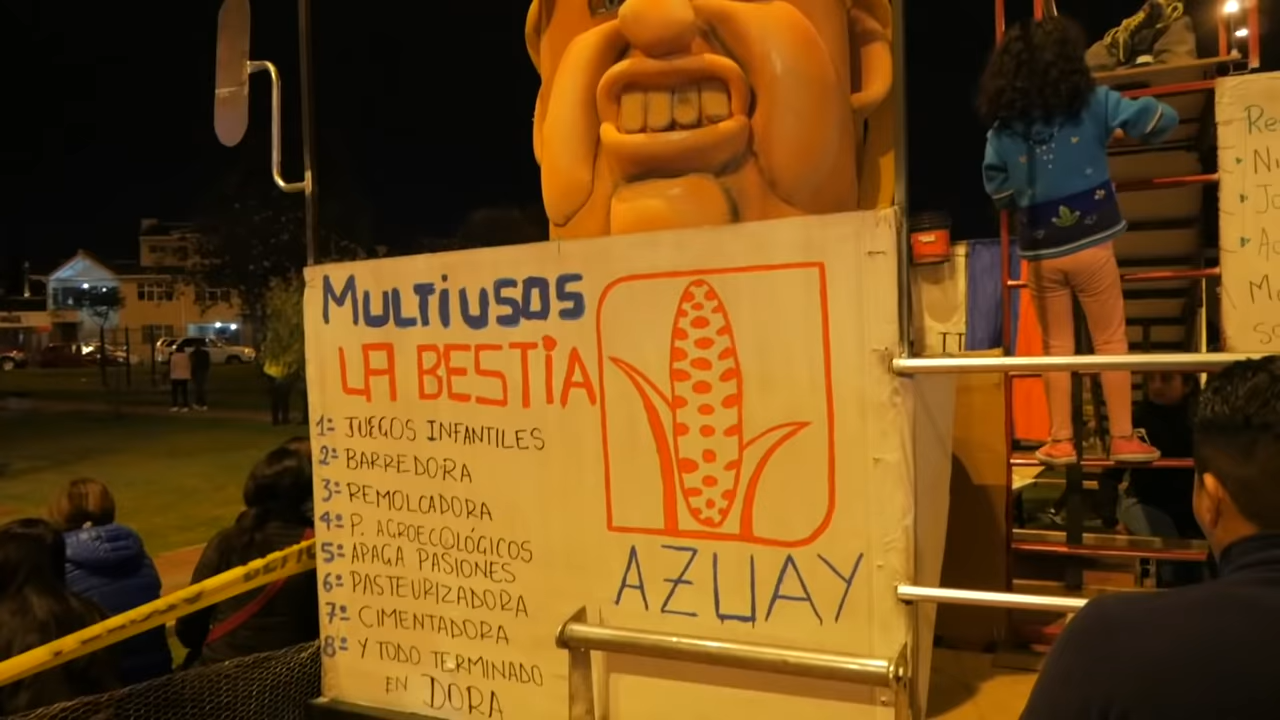 MULTIUSOS
LA BESTIA
1º JUEGOS INFANTILES
2º BARREDORA
3º REMOLCADORA
4º P. AGROECOLÓGICOS
5º APAGA PASIONES
6º PASTEURIZADORA
7º CIMENTADORA
8º Y TODO TERMINADO
EN DORA
AZUAY